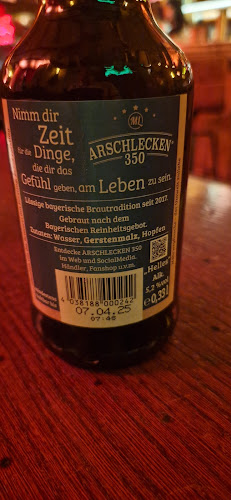 Nimm dir
Zeit
für die Dinge,
die dir das
Gefühl geben, am Leben zu sein.
ML
ARSCHLECKEN
350
Lässige bayerische Brautradition seit 2017.
Gebraut nach dem
Bayerischen Reinheitsgebot.
Zutaten: Wasser, Gerstenmalz, Hopfen
Entdecke ARSCHLECKEN 350
im Web und SocialMedia.
Händler, Fanshop u.v.m.
4 038188 000242
07.04.25
07:46
„Helles“
Alk.
5,2 % vol
e 0,33 l